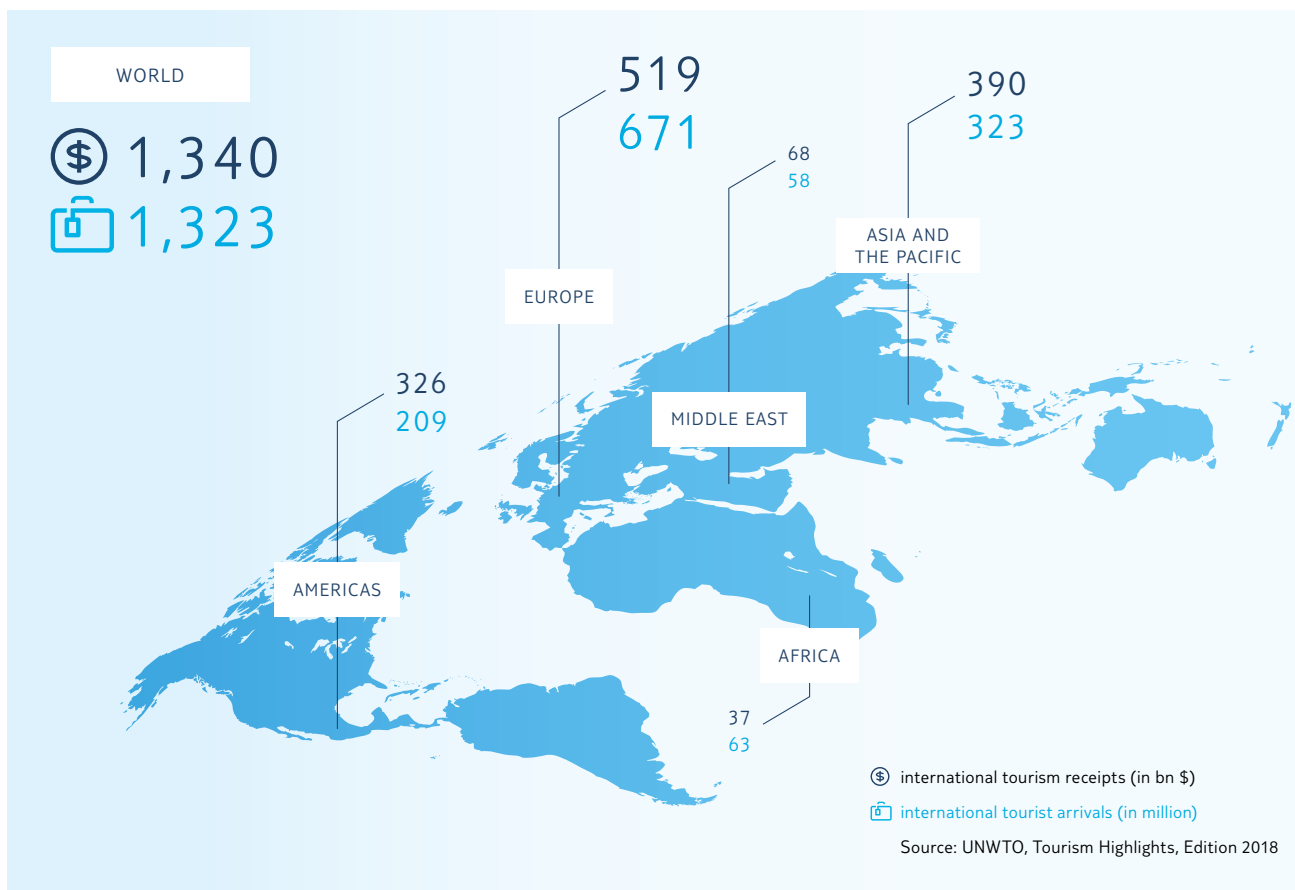 WORLD
1,340
1,323
519
671
390
323
68
58
ASIA AND
THE PACIFIC
EUROPE
326
209
MIDDLE EAST
AMERICAS
AFRICA
37
63
international tourism receipts (in bn $)
international tourist arrivals (in million)
Source: UNWTO, Tourism Highlights, Edition 2018